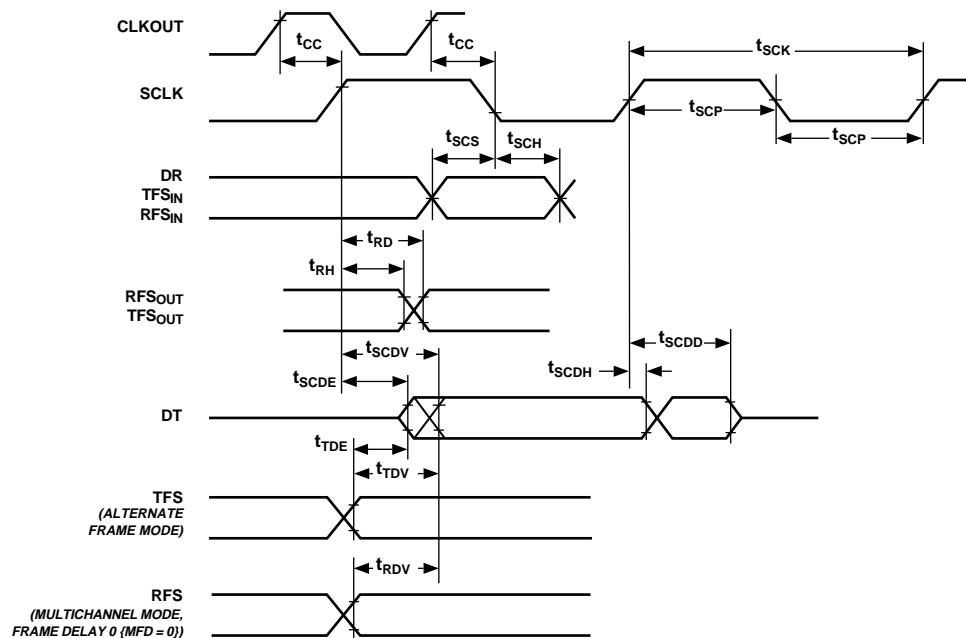 CLKOUT
tCC
tCC
tSCK
SCLK
tSCP
tSCP
tSCS
tSCH
DR
TFSIN
RFSIN
tRD
tRH
RFSOUT
TFSOUT
tSCDV
tSCDD
tSCDE
tSCDH
DT
tTDE
tTDV
TFS
(ALTERNATE
FRAME MODE)
tRDV
RFS
(MULTICHANNEL MODE,
FRAME DELAY 0 {MFD = 0})